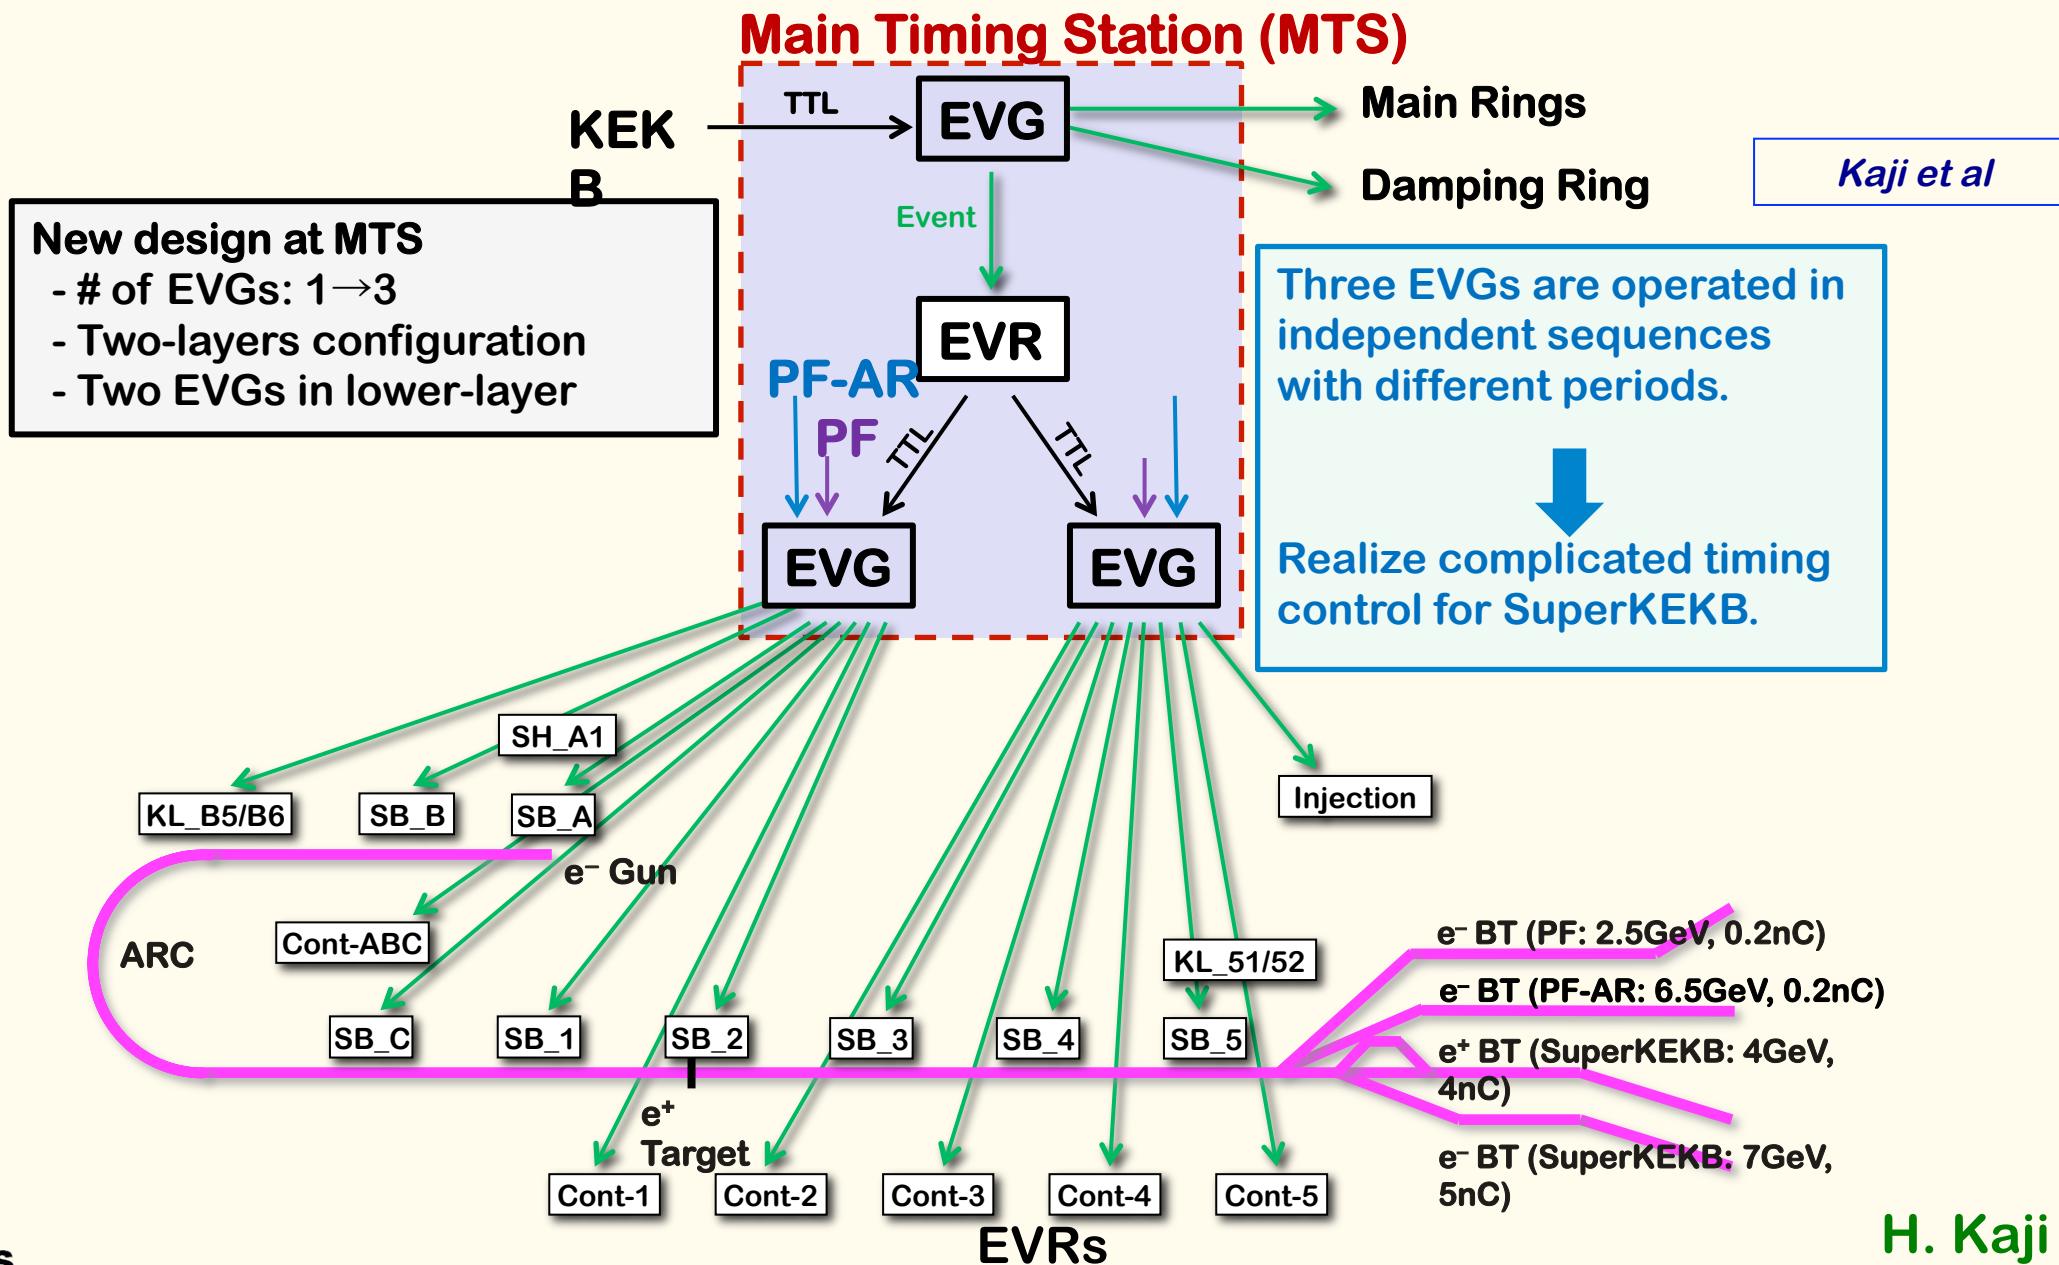 Main Timing Station (MTS)
TTL
EVG
Main Rings
KEK
B
Damping Ring
Kaji et al
Event
New design at MTS
- # of EVGs: 1→3
- Two-layers configuration
- Two EVGs in lower-layer
Three EVGs are operated in
independent sequences
with different periods.
Realize complicated timing
control for SuperKEKB.
EVR
PF-AR
PF
TTL
TTL
EVG
EVG
SH_A1
KL_B5/B6
SB_B
SB_A
Injection
e⁻ Gun
Cont-ABC
ARC
KL_51/52
SB_C
SB_1
SB_2
SB_3
SB_4
SB_5
e⁻ BT (PF: 2.5GeV, 0.2nC)
e⁻ BT (PF-AR: 6.5GeV, 0.2nC)
e⁺ BT (SuperKEKB: 4GeV,
4nC)
e⁻ BT (SuperKEKB: 7GeV,
5nC)
e⁺
Target
Cont-1
Cont-2
Cont-3
Cont-4
Cont-5
EVRs
H. Kaji